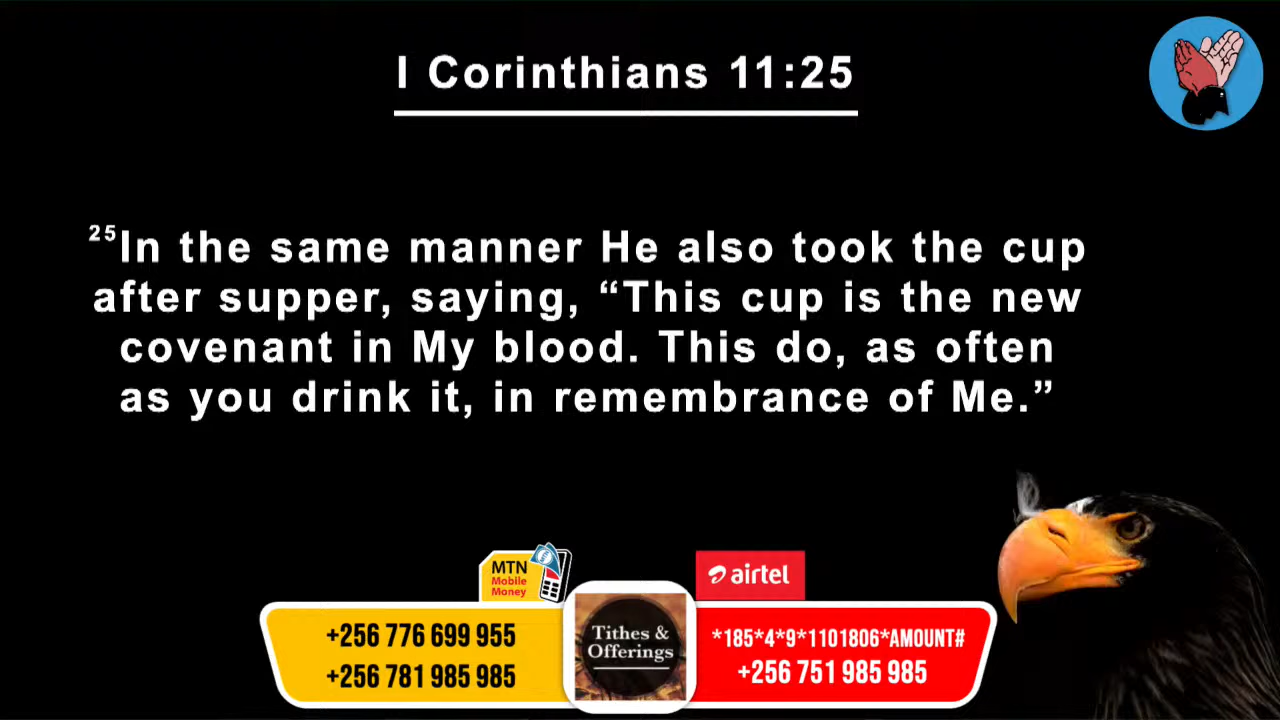 I Corinthians 11:25
25In the same manner He also took the cup
after supper, saying, “This cup is the new
covenant in My blood. This do, as often
as you drink it, in remembrance of Me.”
MTN
Mobile
Money
airtel
+256 776 699 955
+256 781 985 985
Tithes &
Offerings
*185*4*9*1101806*AMOUNT#
+256 751 985 985